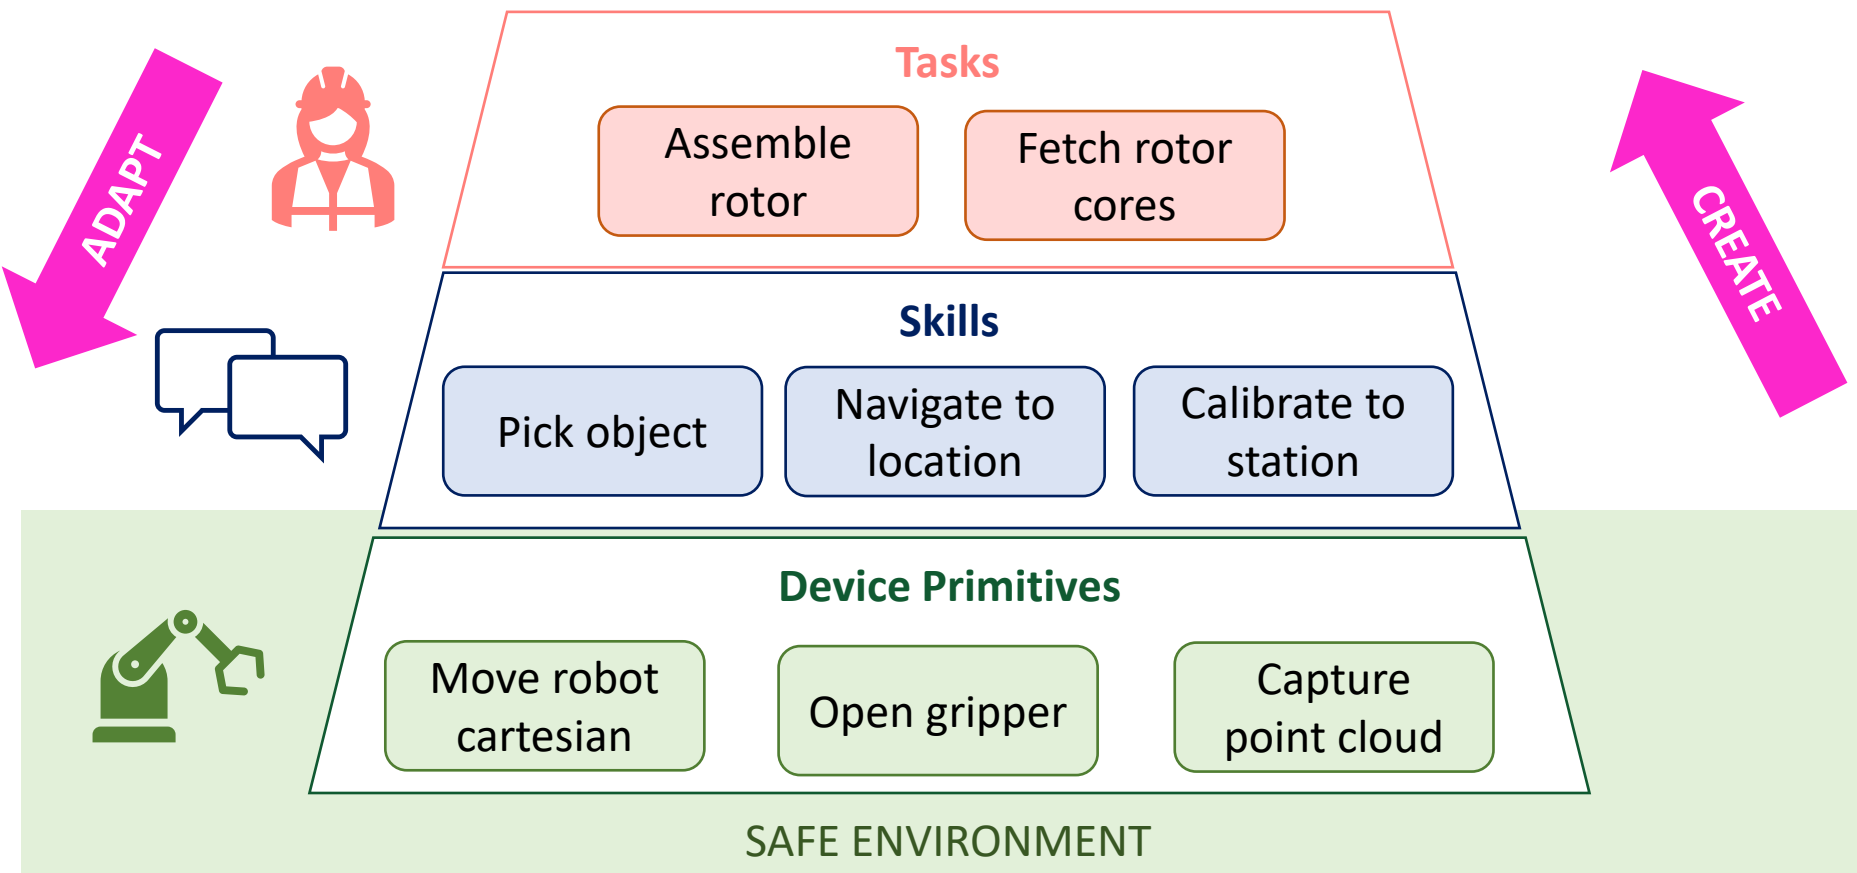 Tasks
Assemble
rotor
Fetch rotor
cores
ADAPT
CREATE
Skills
Pick object
Navigate to
location
Calibrate to
station
Device Primitives
Move robot
cartesian
Open gripper
Capture
point cloud
SAFE ENVIRONMENT